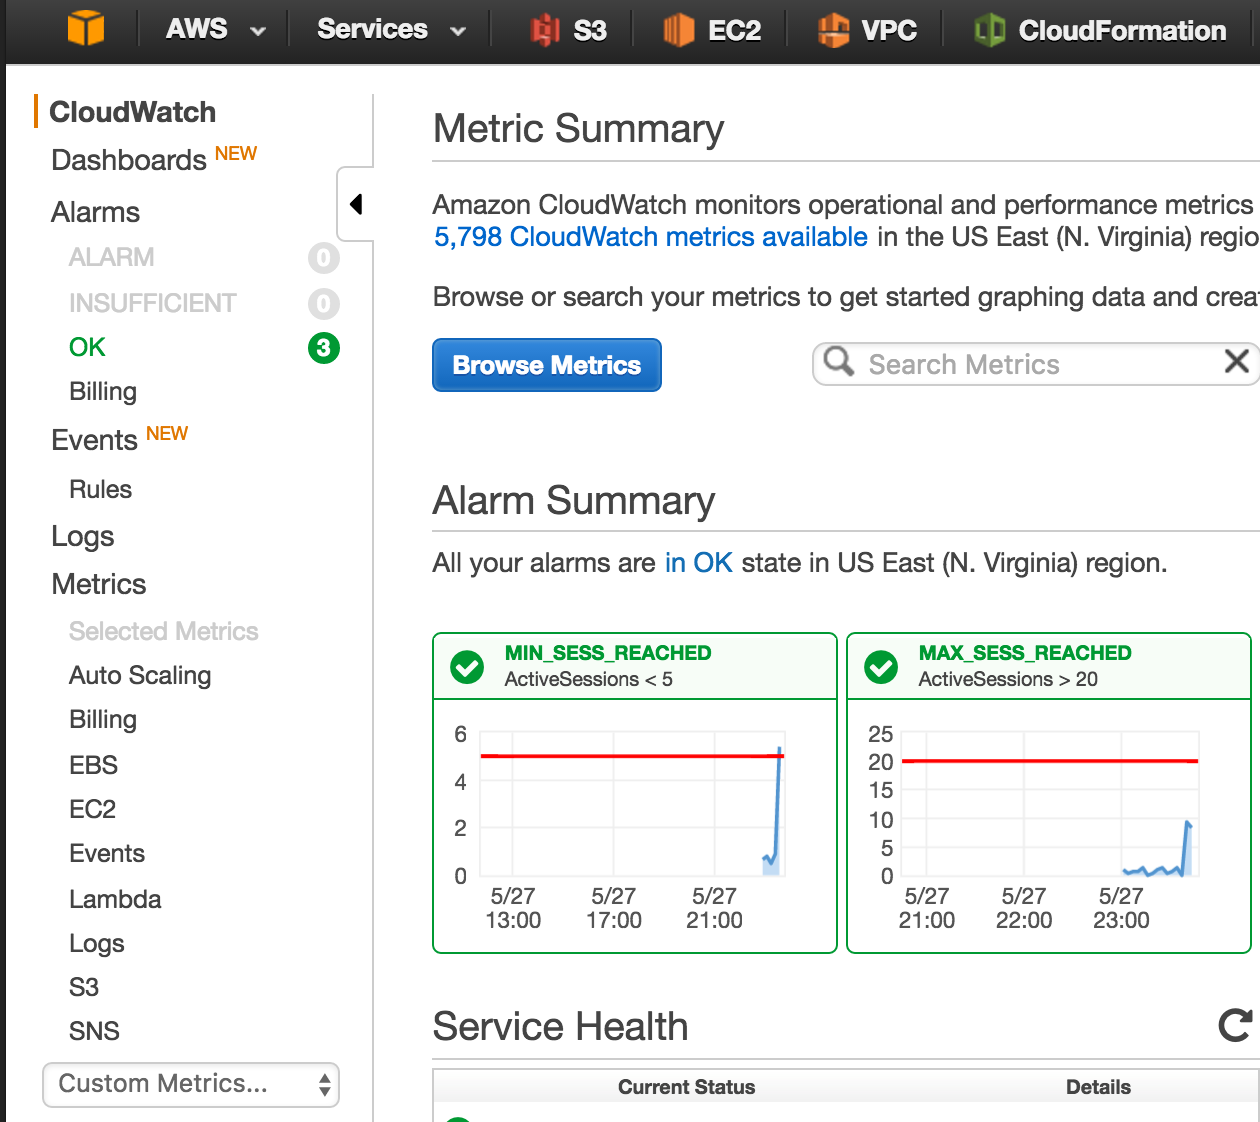 AWS Services S3 EC2 VPC CloudFormation
CloudWatch
Dashboards NEW
Alarms
ALARM 0
INSUFFICIENT 0
OK 3
Billing
Events NEW
Rules
Logs
Metrics
Selected Metrics
Auto Scaling
Billing
EBS
EC2
Events
Lambda
Logs
S3
SNS
Custom Metrics...
Metric Summary
Amazon CloudWatch monitors operational and performance metrics
5,798 CloudWatch metrics available in the US East (N. Virginia) regio
Browse or search your metrics to get started graphing data and crea
Browse Metrics
Search Metrics
Alarm Summary
All your alarms are in OK state in US East (N. Virginia) region.
MIN_SESS_REACHED
ActiveSessions < 5
6
4
2
0
5/27 5/27 5/27
13:00 17:00 21:00
MAX_SESS_REACHED
ActiveSessions > 20
25
20
15
10
5
0
5/27 5/27 5/27
21:00 22:00 23:00
Service Health
Current Status Details